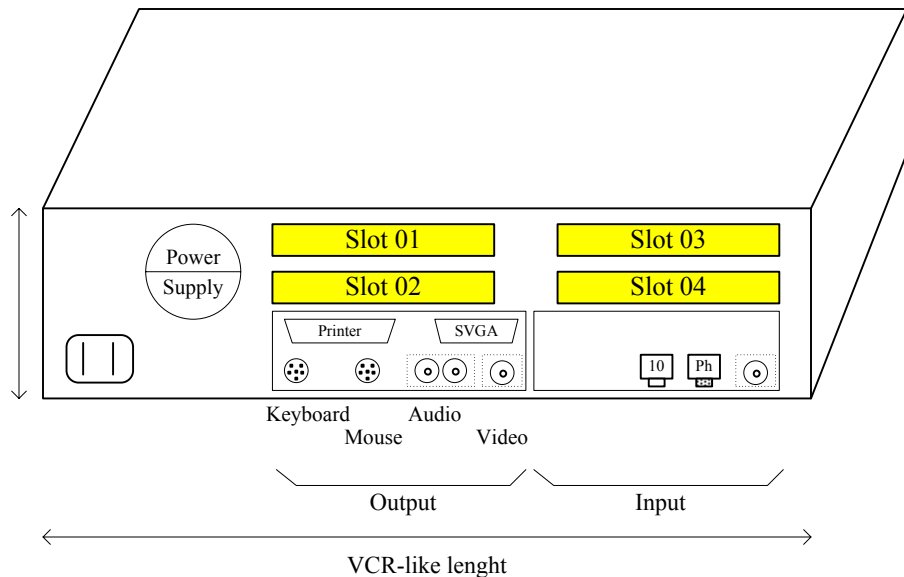 Slot 01
Slot 03
Power
Supply
Slot 02
Slot 04
Printer
SVGA
10
Ph
Keyboard
Audio
Mouse
Video
Output
Input
VCR-like lenght